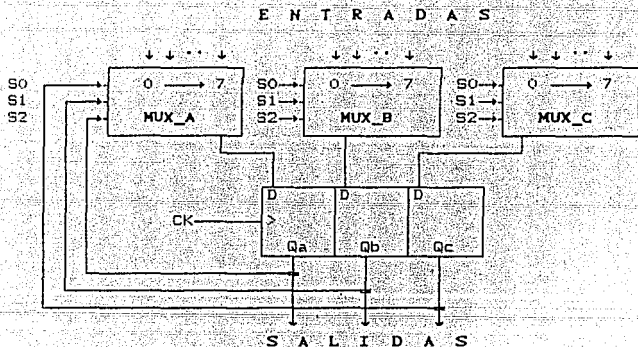 E N T R A D A S
S0 0 7 S0 0 7 S0 0 7
S1 S1 S1
S2 MUX_A S2 MUX_B S2 MUX_C
D D D
CK
Qa Qb Qc
S A L I D A S